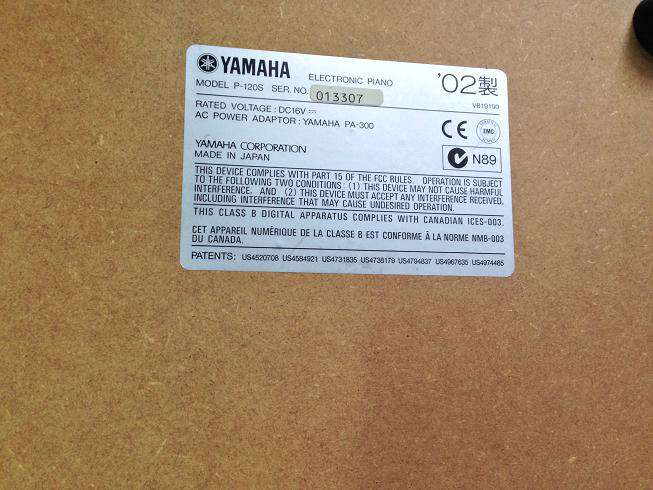 YAMAHA ELECTRONIC PIANO '02製
MODEL P-120S SER. NO. 013307
VB19190
RATED VOLTAGE : DC16V ⎓
AC POWER ADAPTOR : YAMAHA PA-300
CE EMC
YAMAHA CORPORATION
MADE IN JAPAN
N89
THIS DEVICE COMPLIES WITH PART 15 OF THE FCC RULES. OPERATION IS SUBJECT
TO THE FOLLOWING TWO CONDITIONS : (1) THIS DEVICE MAY NOT CAUSE HARMFUL
INTERFERENCE. AND (2) THIS DEVICE MUST ACCEPT ANY INTERFERENCE RECEIVED,
INCLUDING INTERFERENCE THAT MAY CAUSE UNDESIRED OPERATION.
THIS CLASS B DIGITAL APPARATUS COMPLIES WITH CANADIAN ICES-003.
CET APPAREIL NUMÉRIQUE DE LA CLASSE B EST CONFORME À LA NORME NMB-003
DU CANADA.
PATENTS: US4520708 US4584921 US4731835 US4736179 US4794837 US4967635 US4974485